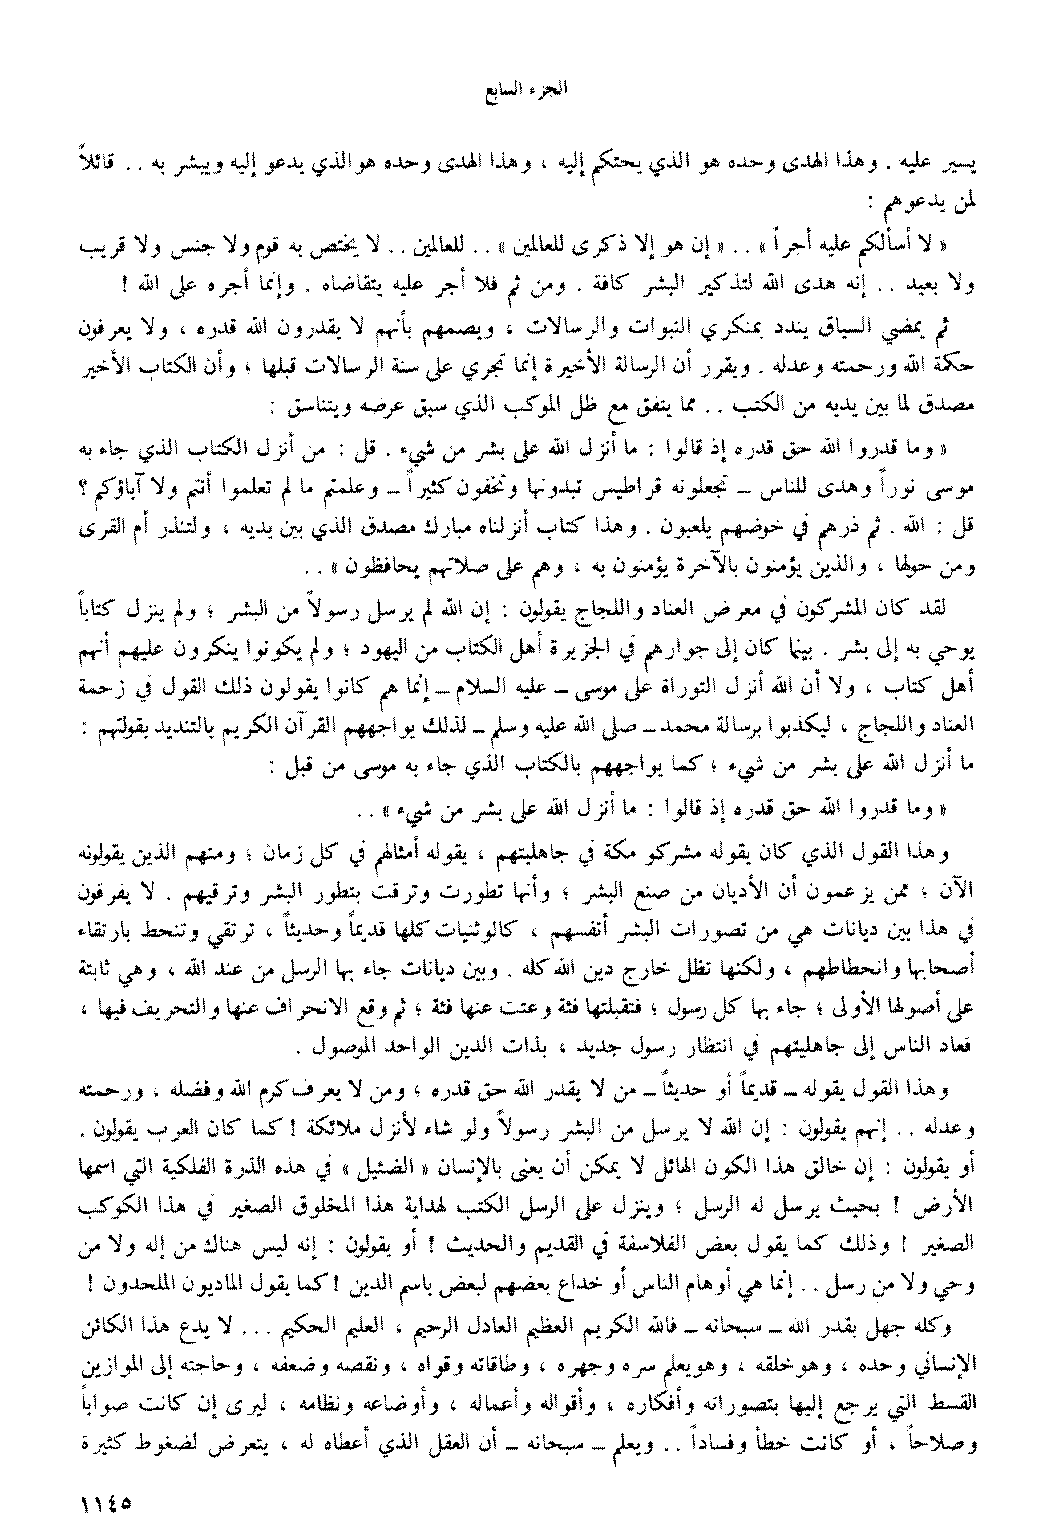 الجزء السابع
يسير عليه . وهذا الهدى وحده هو الذي يحتكم إليه ، وهذا الهدى وحده هو الذي يدعو إليه ويبشر به .. قائلاً
لمن يدعوهم :
« لا أسألكم عليه أجراً » .. « إن هو إلا ذكرى للعالمين » .. للعالمين .. لا يختص به قوم ولا جنس ولا قريب
ولا بعيد .. إنه هدى الله لتذكير البشر كافة . ومن ثم فلا أجر عليه يتقاضاه . وإنما أجره على الله !
ثم يمضي السياق يندد بمنكري النبوات والرسالات ، ويصمهم بأنهم لا يقدرون الله قدره ، ولا يعرفون
حكمة الله ورحمته وعدله . ويقرر أن الرسالة الأخيرة إنما تجري على سنة الرسالات قبلها ؛ وأن الكتاب الأخير
مصدق لما بين يديه من الكتب .. مما يتفق مع ظل الموكب الذي سبق عرضه ويتناسق :
« وما قدروا الله حق قدره إذ قالوا : ما أنزل الله على بشر من شيء . قل : من أنزل الكتاب الذي جاء به
موسى نوراً وهدى للناس – تجعلونه قراطيس تبدونها وتخفون كثيراً – وعلمتم ما لم تعلموا أنتم ولا آباؤكم ؟
قل : الله . ثم ذرهم في خوضهم يلعبون . وهذا كتاب أنزلناه مبارك مصدق الذي بين يديه ، ولتنذر أم القرى
ومن حولها ، والذين يؤمنون بالآخرة يؤمنون به ، وهم على صلاتهم يحافظون » ..
لقد كان المشركون في معرض العناد واللجاج يقولون : إن الله لم يرسل رسولاً من البشر ؛ ولم ينزل كتاباً
يوحي به إلى بشر . بينما كان إلى جوارهم في الجزيرة أهل الكتاب من اليهود ؛ ولم يكونوا ينكرون عليهم أنهم
أهل كتاب ، ولا أن الله أنزل التوراة على موسى – عليه السلام – إنما هم كانوا يقولون ذلك القول في زحمة
العناد واللجاج ، ليكذبوا برسالة محمد – صلى الله عليه وسلم – لذلك يواجههم القرآن الكريم بالتنديد بقولتهم :
ما أنزل الله على بشر من شيء ؛ كما يواجههم بالكتاب الذي جاء به موسى من قبل :
« وما قدروا الله حق قدره إذ قالوا : ما أنزل الله على بشر من شيء » ..
وهذا القول الذي كان يقوله مشركو مكة في جاهليتهم ، يقوله أمثالهم في كل زمان ؛ ومنهم الذين يقولونه
الآن ؛ ممن يزعمون أن الأديان من صنع البشر ؛ وأنها تطورت وترقت بتطور البشر وترقيهم . لا يفرقون
في هذا بين ديانات هي من تصورات البشر أنفسهم ، كالوثنيات كلها قديماً وحديثاً ، ترتقي وتنحط بارتقاء
أصحابها وانحطاطهم ، ولكنها تظل خارج دين الله كله . وبين ديانات جاء بها الرسل من عند الله ، وهي ثابتة
على أصولها الأولى ؛ جاء بها كل رسول ؛ فتقبلتها فئة وعتت عنها فئة ؛ ثم وقع الانحراف عنها والتحريف فيها ،
فعاد الناس إلى جاهليتهم في انتظار رسول جديد ، بذات الدين الواحد الموصول .
وهذا القول يقوله – قديماً أو حديثاً – من لا يقدر الله حق قدره ؛ ومن لا يعرف كرم الله وفضله ، ورحمته
وعدله .. إنهم يقولون : إن الله لا يرسل من البشر رسولاً ولو شاء لأنزل ملائكة ! كما كان العرب يقولون .
أو يقولون : إن خالق هذا الكون الهائل لا يمكن أن يعنى بالإنسان « الضئيل » في هذه الذرة الفلكية التي اسمها
الأرض ! بحيث يرسل له الرسل ؛ وينزل على الرسل الكتب لهداية هذا المخلوق الصغير في هذا الكوكب
الصغير ! وذلك كما يقول بعض الفلاسفة في القديم والحديث ! أو يقولون : إنه ليس هناك من إله ولا من
وحي ولا من رسل .. إنما هي أوهام الناس أو خداع بعضهم لبعض باسم الدين ! كما يقول الماديون الملحدون !
وكله جهل بقدر الله – سبحانه – فالله الكريم العظيم العادل الرحيم ، العليم الحكيم ... لا يدع هذا الكائن
الإنساني وحده ، وهو خلقه ، وهو يعلم سره وجهره ، وطاقاته وقواه ، ونقصه وضعفه ، وحاجته إلى الموازين
القسط التي يرجع إليها بتصوراته وأفكاره ، وأقواله وأعماله ، وأوضاعه ونظامه ، ليرى إن كانت صواباً
وصلاحاً ، أو كانت خطأ وفساداً .. ويعلم – سبحانه – أن العقل الذي أعطاه له ، يتعرض لضغوط كثيرة
١١٤٥